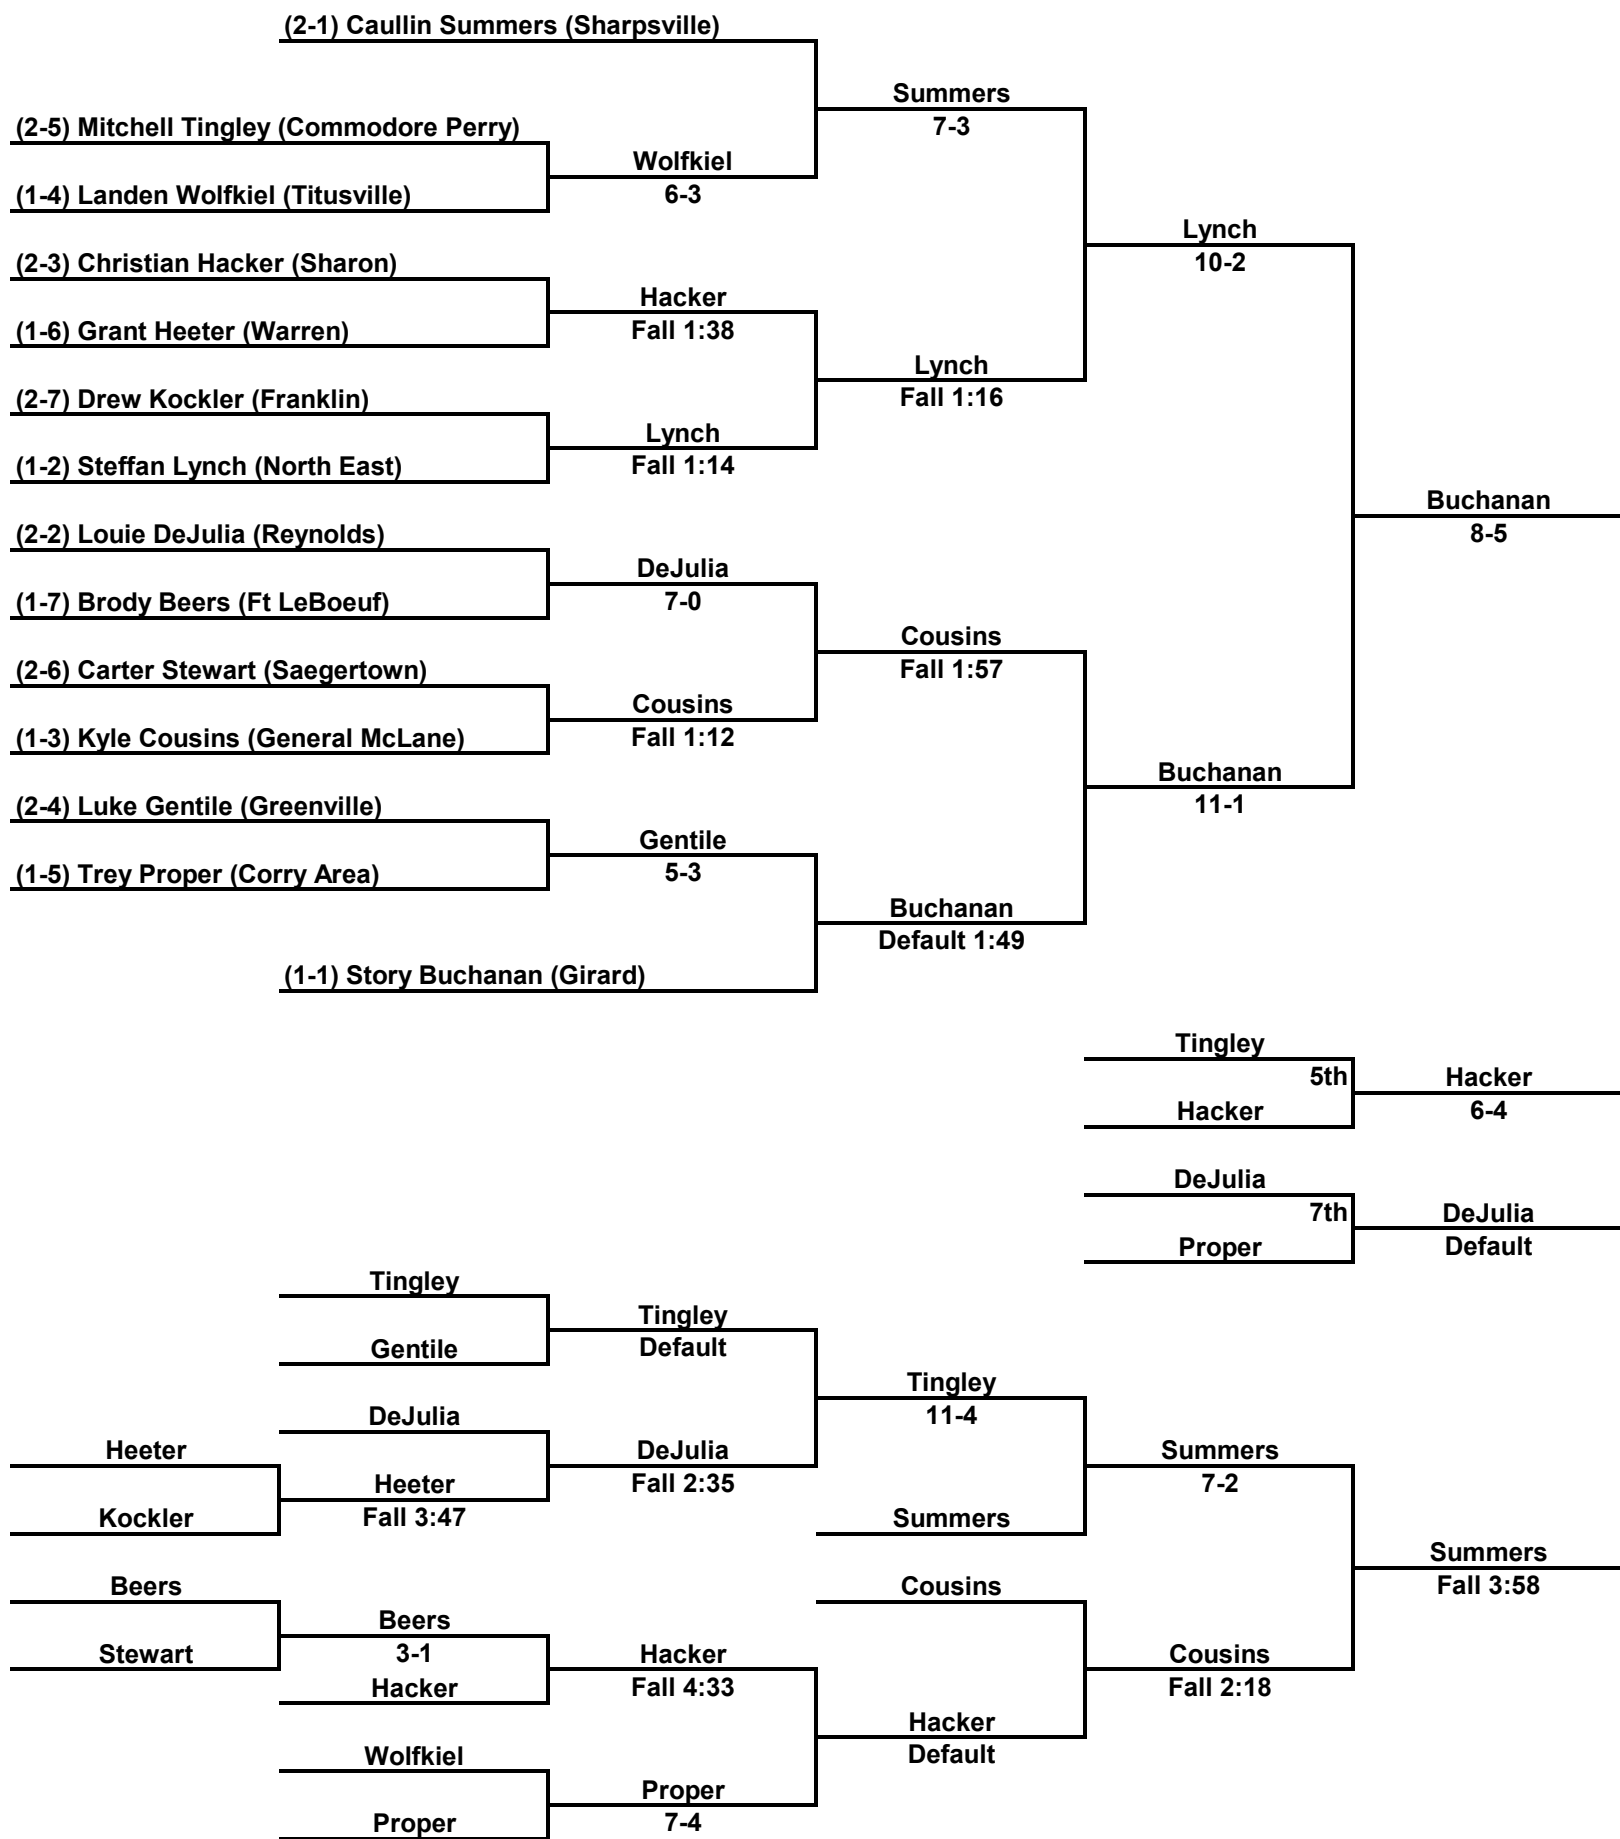 (2-1) Caullin Summers (Sharpsville)
Summers
7-3
(2-5) Mitchell Tingley (Commodore Perry)
Wolfkiel
6-3
(1-4) Landen Wolfkiel (Titusville)
Lynch
10-2
(2-3) Christian Hacker (Sharon)
Hacker
Fall 1:38
(1-6) Grant Heeter (Warren)
Lynch
Fall 1:16
(2-7) Drew Kockler (Franklin)
Lynch
Fall 1:14
(1-2) Steffan Lynch (North East)
Buchanan
8-5
(2-2) Louie DeJulia (Reynolds)
DeJulia
7-0
(1-7) Brody Beers (Ft LeBoeuf)
Cousins
Fall 1:57
(2-6) Carter Stewart (Saegertown)
Cousins
Fall 1:12
(1-3) Kyle Cousins (General McLane)
Buchanan
11-1
(2-4) Luke Gentile (Greenville)
Gentile
5-3
(1-5) Trey Proper (Corry Area)
Buchanan
Default 1:49
(1-1) Story Buchanan (Girard)
Tingley
5th
Hacker
Hacker
6-4
DeJulia
7th
Proper
DeJulia
Default
Tingley
Tingley
Default
Gentile
Tingley
11-4
DeJulia
Heeter
DeJulia
Fall 2:35
Summers
7-2
Heeter
Fall 3:47
Kockler
Summers
Summers
Fall 3:58
Beers
Cousins
Beers
3-1
Stewart
Hacker
Fall 4:33
Cousins
Fall 2:18
Hacker
Hacker
Default
Wolfkiel
Proper
7-4
Proper